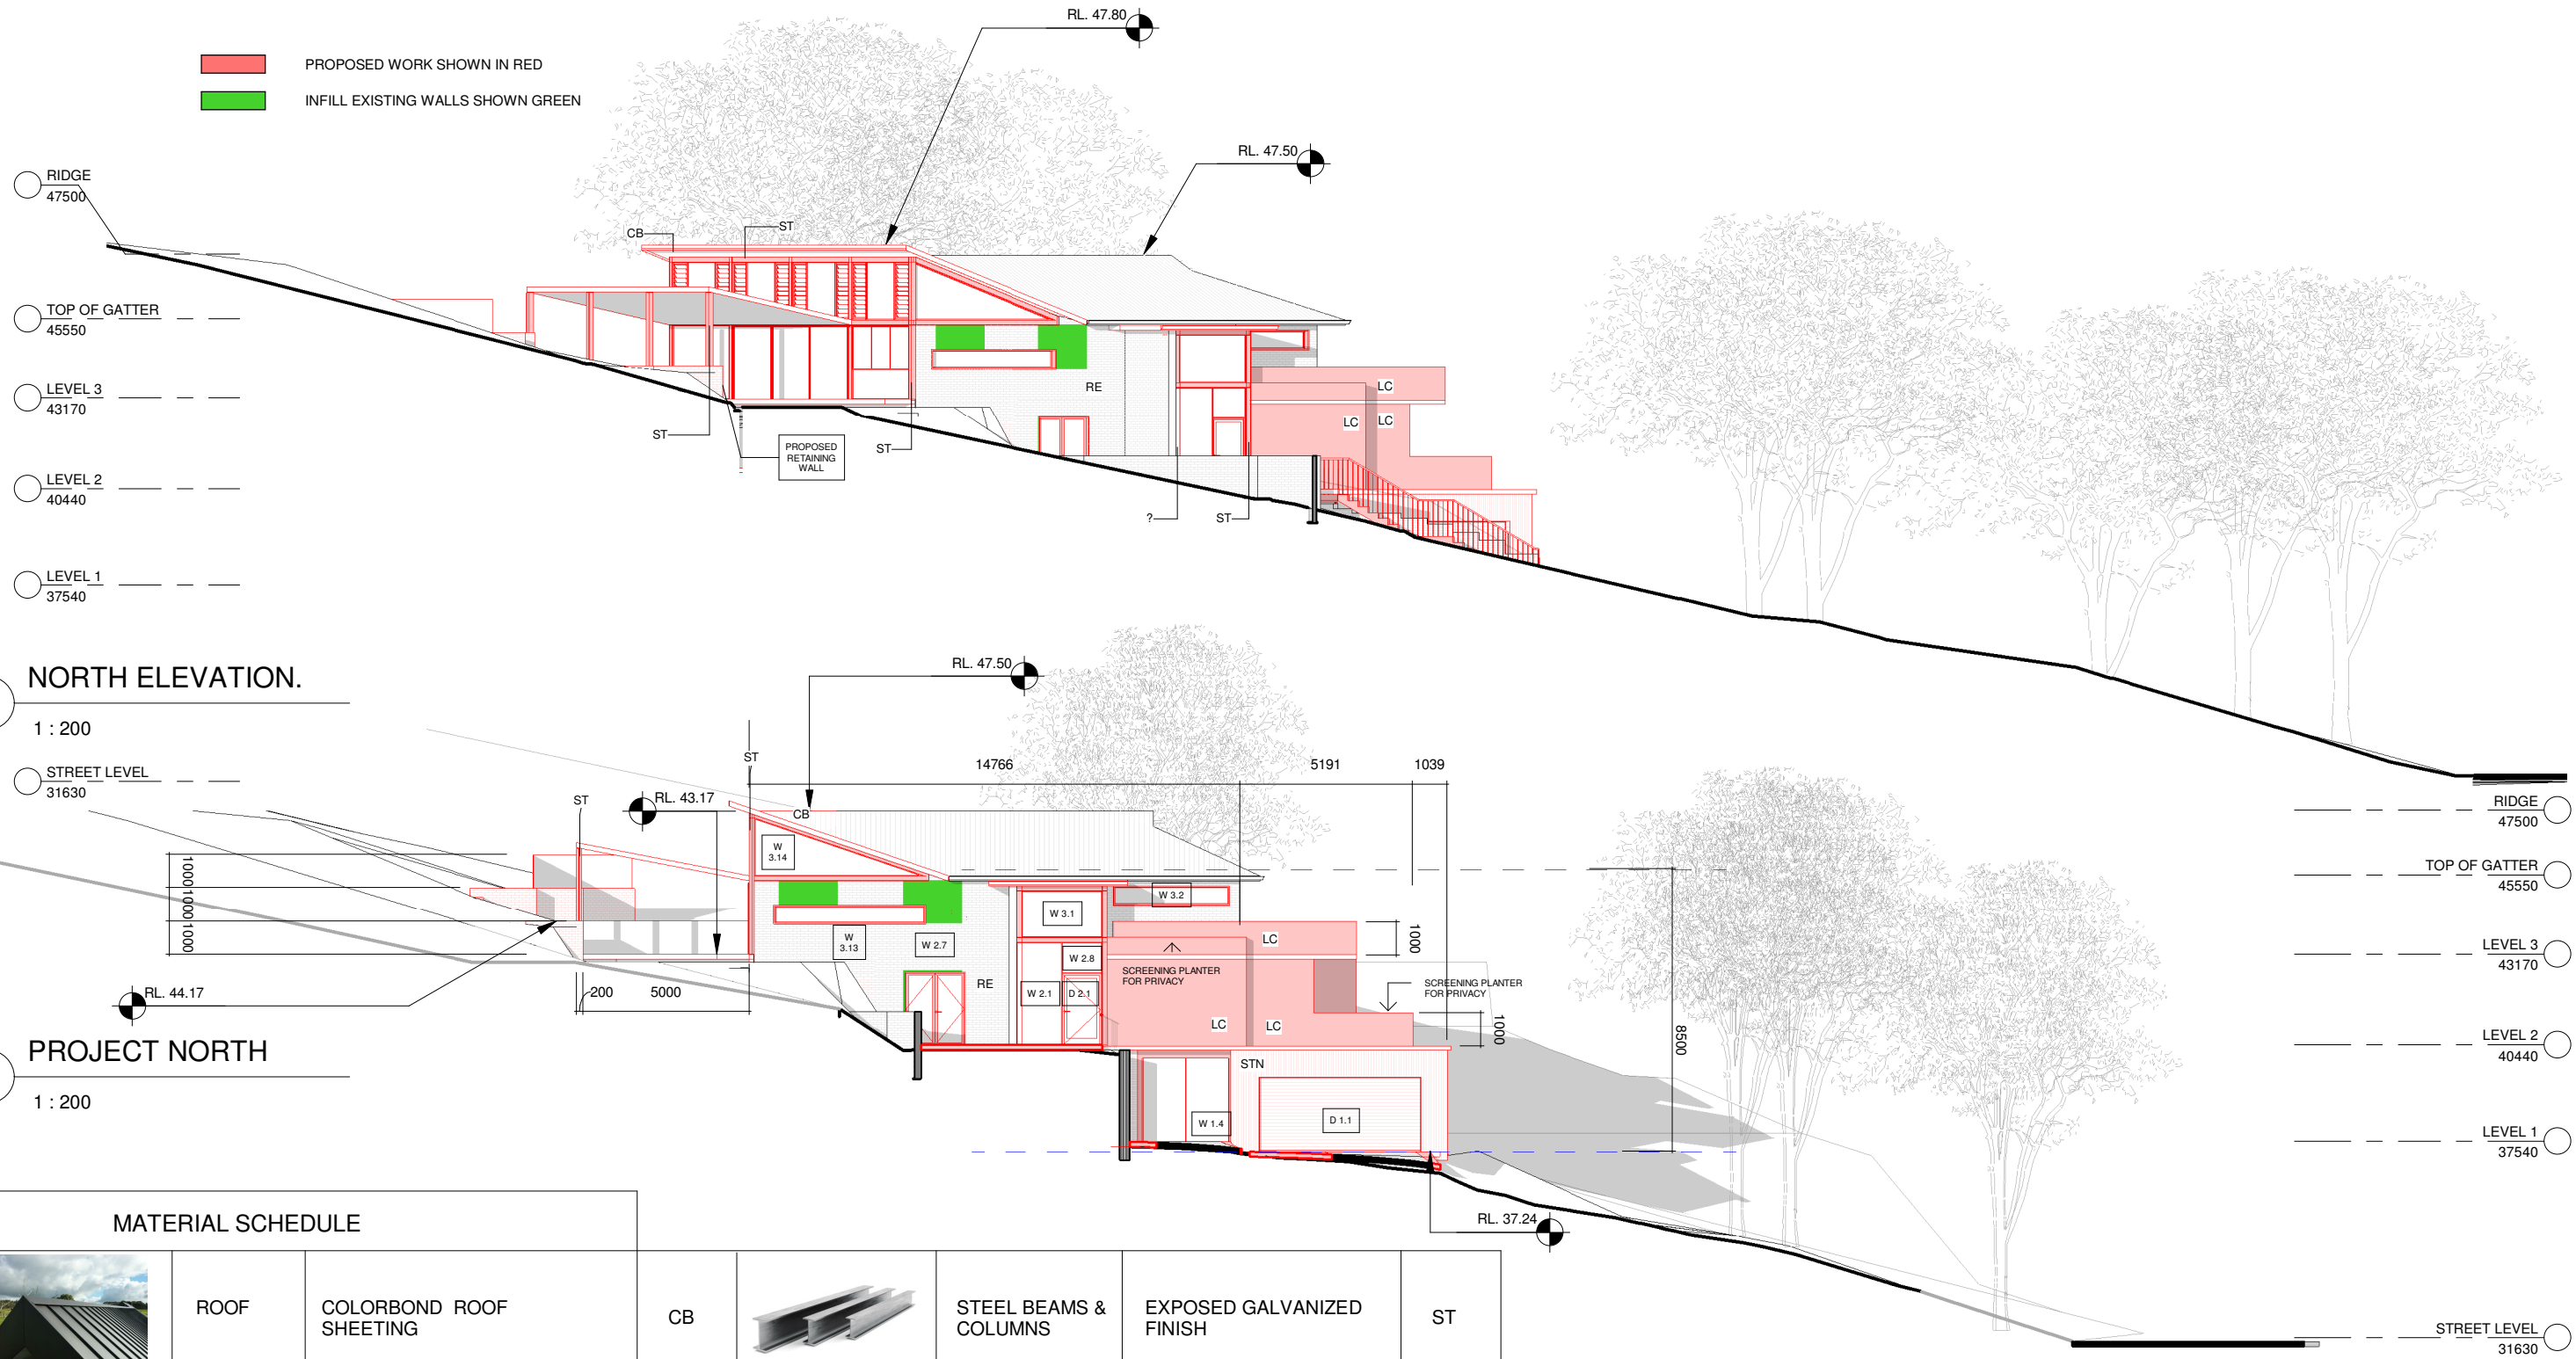 RL. 47.80
PROPOSED WORK SHOWN IN RED
INFILL EXISTING WALLS SHOWN GREEN
RL. 47.50
RIDGE
47500
CB
ST
TOP OF GATTER
45550
LEVEL 3
43170
RE
LC
LC
LC
ST
PROPOSED
RETAINING
WALL
ST
LEVEL 2
40440
?
ST
LEVEL 1
37540
NORTH ELEVATION.
1 : 200
STREET LEVEL
31630
RL. 47.50
ST
14766
5191
1039
ST
RL. 43.17
CB
W
3.14
1000
1000
1000
W 3.2
W 3.1
W
3.13
W 2.7
W 2.8
LC
1000
SCREENING PLANTER
FOR PRIVACY
SCREENING PLANTER
FOR PRIVACY
RE
W 2.1
D 2.1
RL. 44.17
200
5000
LC
LC
1000
8500
STN
W 1.4
D 1.1
RL. 37.24
RIDGE
47500
TOP OF GATTER
45550
LEVEL 3
43170
LEVEL 2
40440
LEVEL 1
37540
STREET LEVEL
31630
PROJECT NORTH
1 : 200
MATERIAL SCHEDULE
ROOF
COLORBOND ROOF
SHEETING
CB
STEEL BEAMS &
COLUMNS
EXPOSED GALVANIZED
FINISH
ST